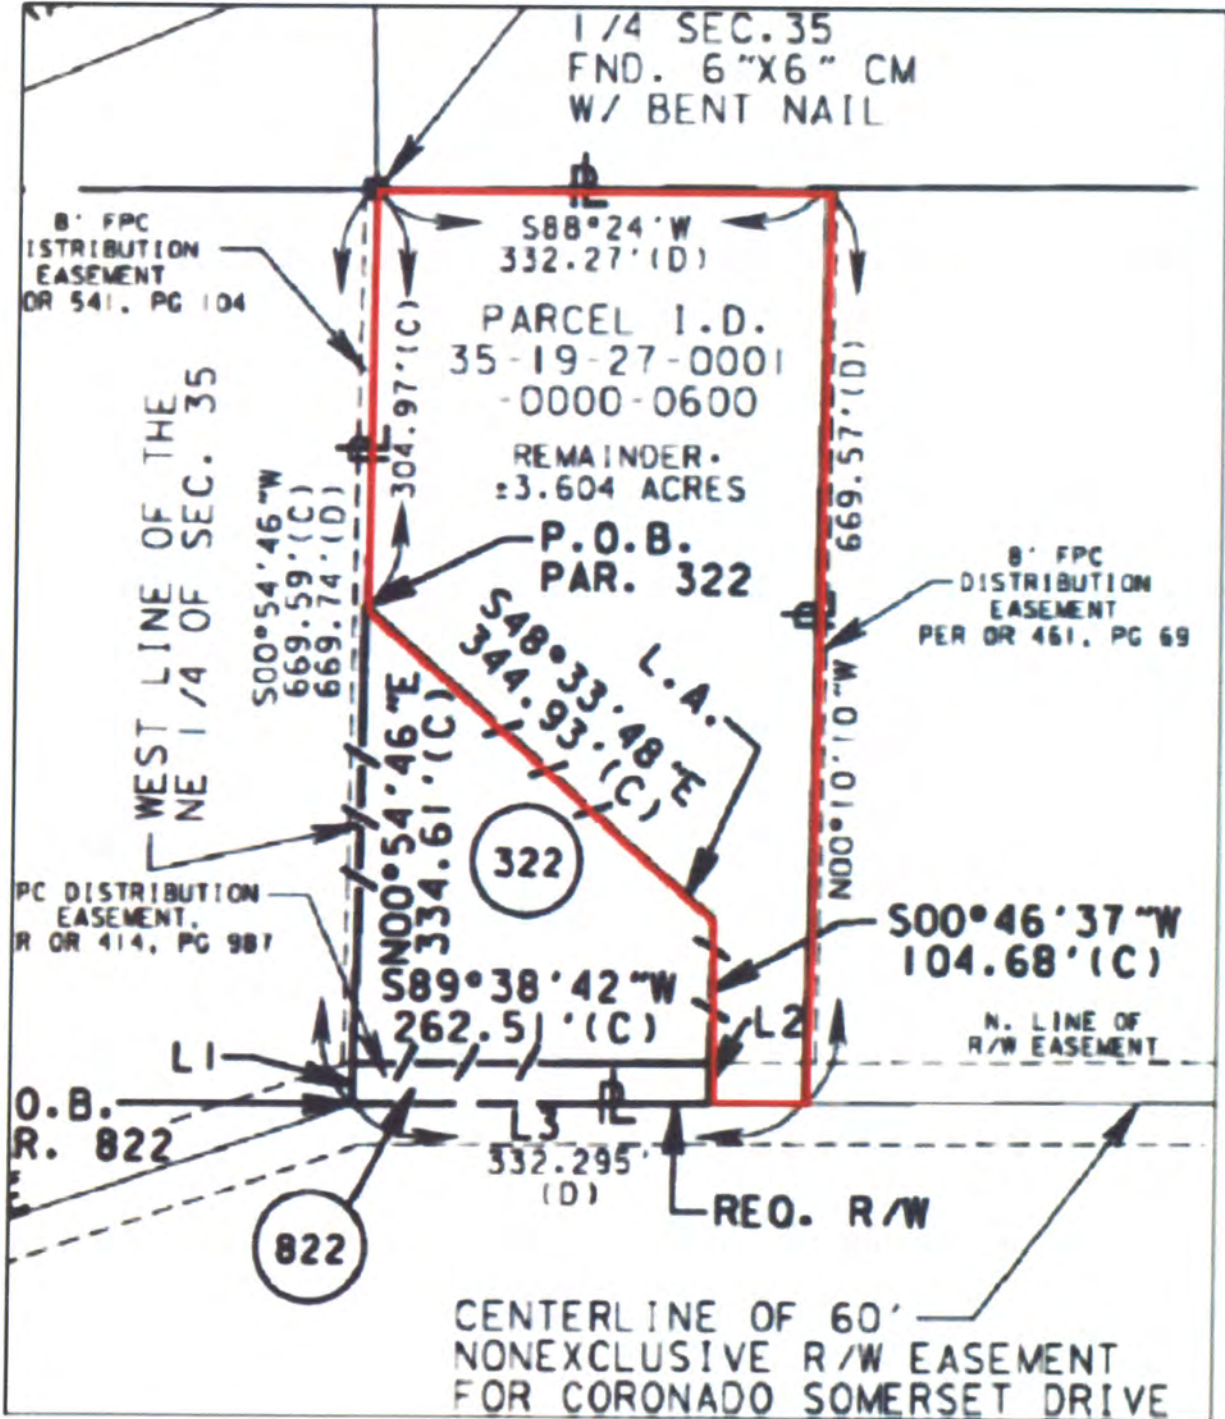 1/4 SEC.35
FND. 6"X6" CM
W/ BENT NAIL
8' FPC
ISTRIBUTION
EASEMENT
OR 541, PG 104
S88°24'W
332.27'(D)
PARCEL I.D.
35-19-27-0001
-0000-0600
REMAINDER.
±3.604 ACRES
304.97'(C)
669.57'(D)
WEST LINE OF THE
NE 1/4 OF SEC. 35
S00°54'46"W
669.59'(C)
669.74'(D)
P.O.B.
PAR. 322
8' FPC
DISTRIBUTION
EASEMENT
PER OR 461, PG 69
S48°33'48"E
344.93'(C)
L.A.
N00°54'46"E
334.61'(C)
N00°10'10"W
322
PC DISTRIBUTION
EASEMENT.
R OR 414, PG 987
S00°46'37"W
104.68'(C)
S89°38'42"W
262.51'(C)
L2
N. LINE OF
R/W EASEMENT
L1
O.B.
R. 822
L3
332.295'
(D)
REQ. R/W
822
CENTERLINE OF 60'
NONEXCLUSIVE R/W EASEMENT
FOR CORONADO SOMERSET DRIVE